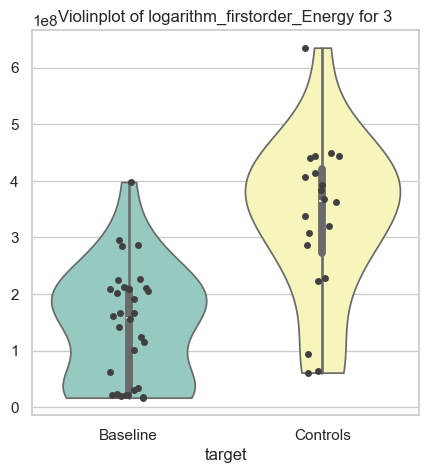 Violinplot of logarithm_firstorder_Energy for 3
1e8
6
5
4
3
2
1
0
Baseline
Controls
target